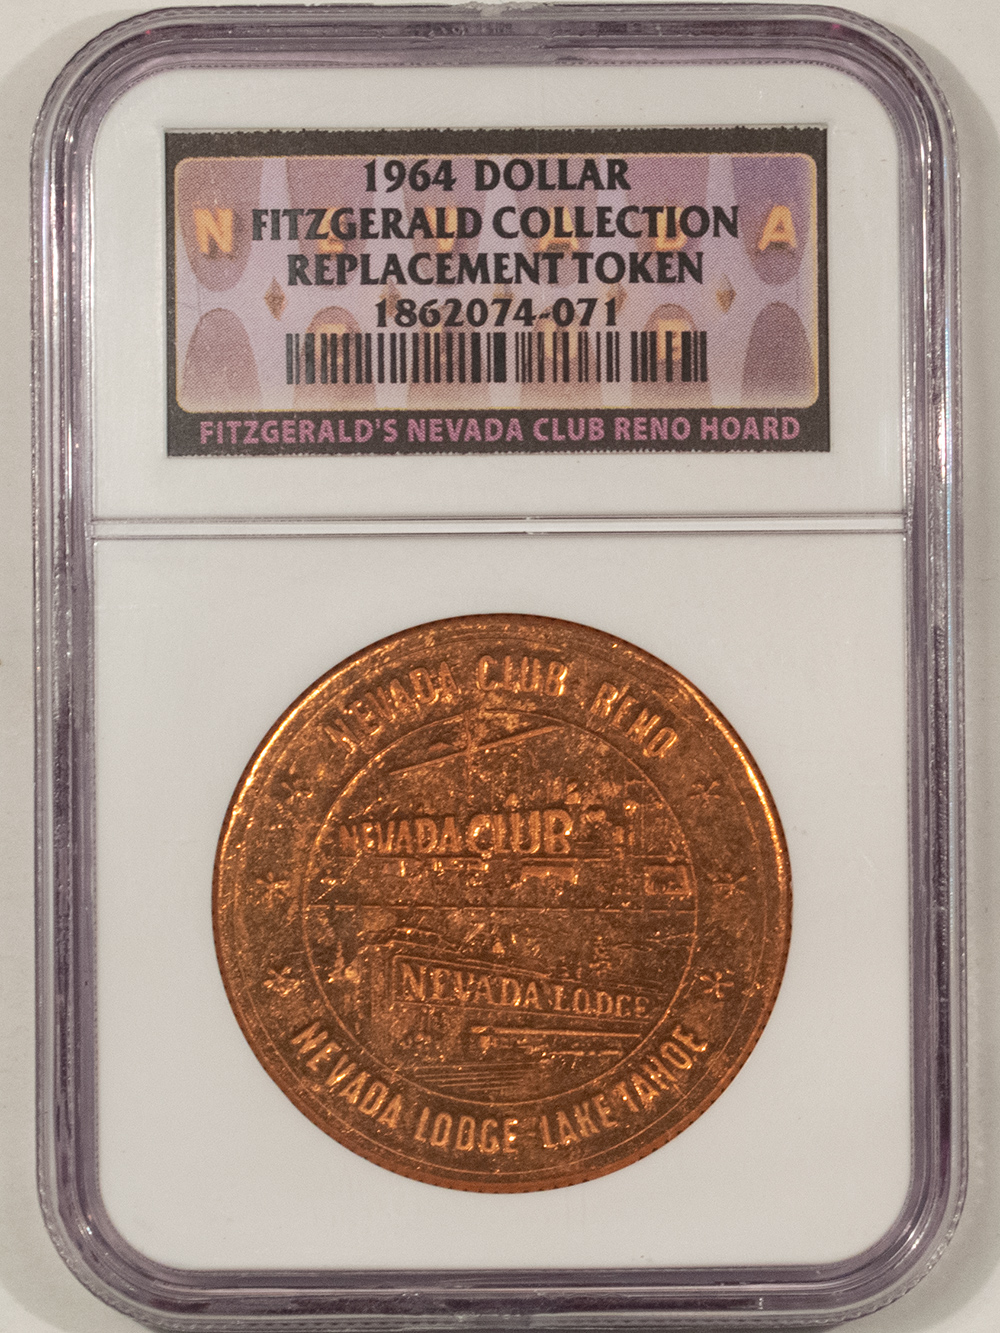 1964 DOLLAR
FITZGERALD COLLECTION
REPLACEMENT TOKEN
1862074-071
NEVADA
FITZGERALD'S NEVADA CLUB RENO HOARD
NEVADA CLUB RENO
NEVADA CLUB
NEVADA LODGE
NEVADA LODGE LAKE TAHOE